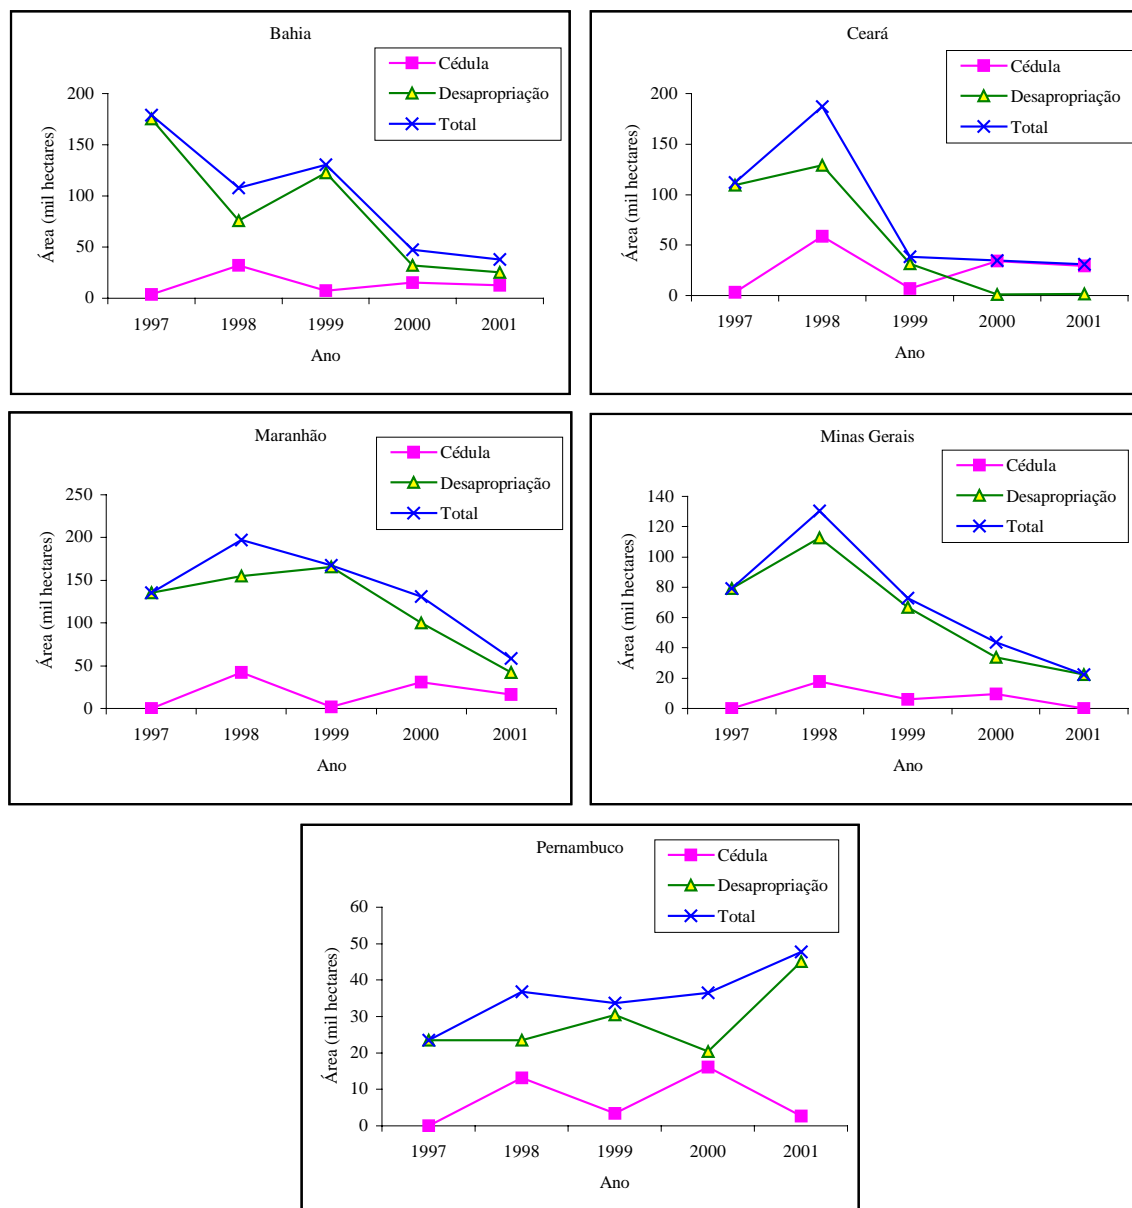 Bahia
Cédula
Desapropriação
Total
Área (mil hectares)
200
150
100
50
0
1997 1998 1999 2000 2001
Ano
Ceará
Cédula
Desapropriação
Total
Área (mil hectares)
200
150
100
50
0
1997 1998 1999 2000 2001
Ano
Maranhão
Cédula
Desapropriação
Total
Área (mil hectares)
250
200
150
100
50
0
1997 1998 1999 2000 2001
Ano
Minas Gerais
Cédula
Desapropriação
Total
Área (mil hectares)
140
120
100
80
60
40
20
0
1997 1998 1999 2000 2001
Ano
Pernambuco
Cédula
Desapropriação
Total
Área (mil hectares)
60
50
40
30
20
10
0
1997 1998 1999 2000 2001
Ano